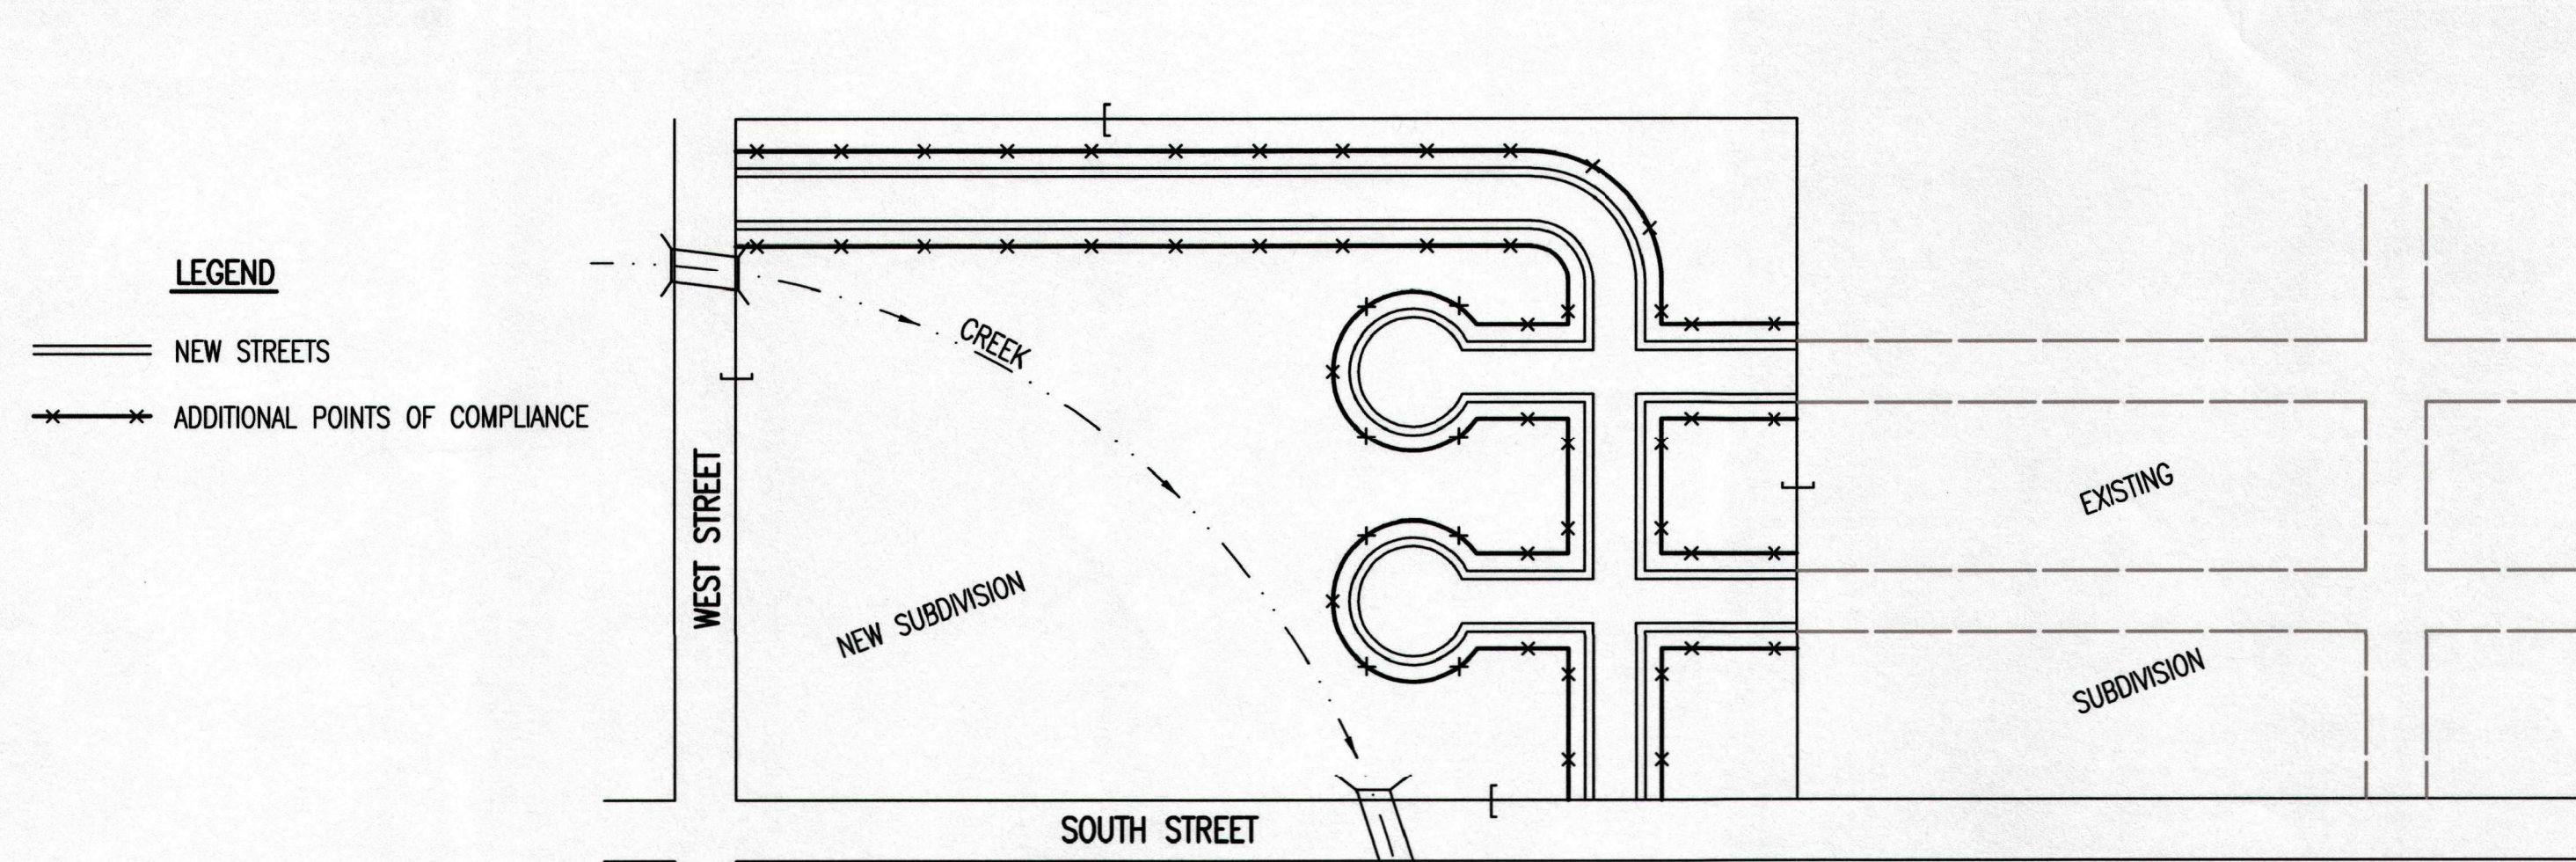 LEGEND
NEW STREETS
ADDITIONAL POINTS OF COMPLIANCE
WEST STREET
CREEK
NEW SUBDIVISION
EXISTING
SUBDIVISION
SOUTH STREET